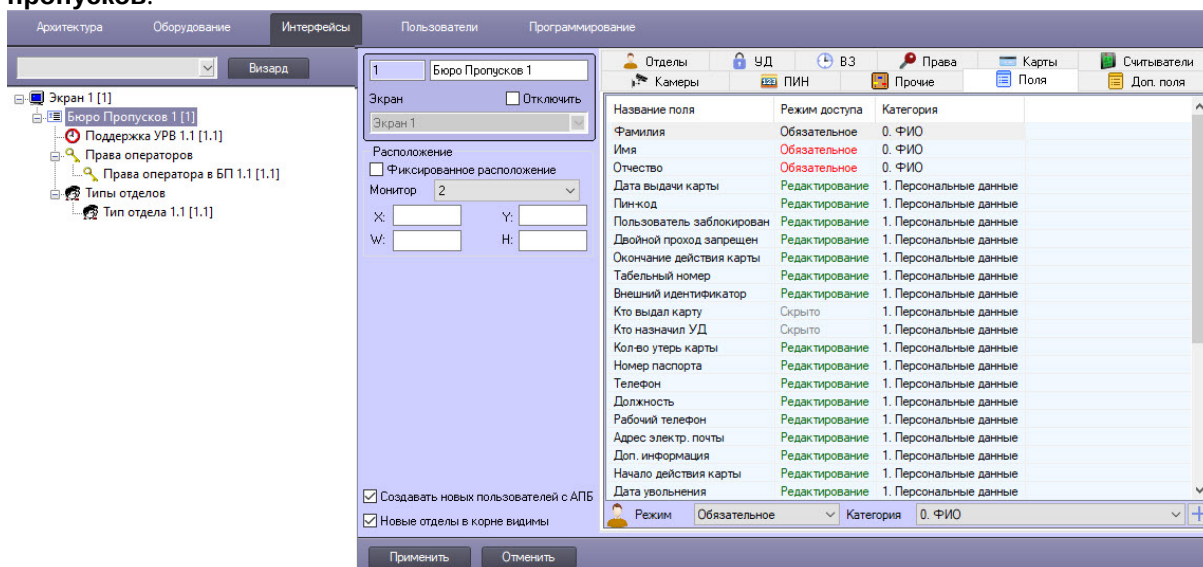 пропусков.
Архитектура Оборудование Интерфейсы Пользователи Программирование
Визард
Экран 1 [1]
Бюро Пропусков 1 [1]
Поддержка УРВ 1.1 [1.1]
Права операторов
Права оператора в БП 1.1 [1.1]
Типы отделов
Тип отдела 1.1 [1.1]
1 Бюро Пропусков 1
Экран Отключить
Экран 1
Расположение
Фиксированное расположение
Монитор 2
X: Y:
W: H:
Создавать новых пользователей с АПБ
Новые отделы в корне видимы
Применить Отменить
Отделы УД ВЗ Права Карты Считыватели
Камеры 123 ПИН Прочие Поля Доп. поля
Название поля Режим доступа Категория
Фамилия Обязательное 0. ФИО
Имя Обязательное 0. ФИО
Отчество Обязательное 0. ФИО
Дата выдачи карты Редактирование 1. Персональные данные
Пин-код Редактирование 1. Персональные данные
Пользователь заблокирован Редактирование 1. Персональные данные
Двойной проход запрещен Редактирование 1. Персональные данные
Окончание действия карты Редактирование 1. Персональные данные
Табельный номер Редактирование 1. Персональные данные
Внешний идентификатор Редактирование 1. Персональные данные
Кто выдал карту Скрыто 1. Персональные данные
Кто назначил УД Скрыто 1. Персональные данные
Кол-во утерь карты Редактирование 1. Персональные данные
Номер паспорта Редактирование 1. Персональные данные
Телефон Редактирование 1. Персональные данные
Должность Редактирование 1. Персональные данные
Рабочий телефон Редактирование 1. Персональные данные
Адрес электр. почты Редактирование 1. Персональные данные
Доп. информация Редактирование 1. Персональные данные
Начало действия карты Редактирование 1. Персональные данные
Дата увольнения Редактирование 1. Персональные данные
Режим Обязательное Категория 0. ФИО